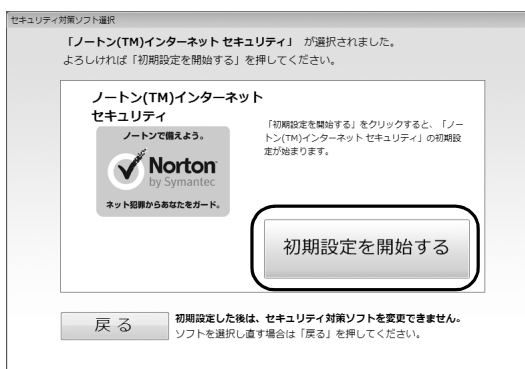 セキュリティ対策ソフト選択
「ノートン(TM)インターネット セキュリティ」 が選択されました。
よろしければ「初期設定を開始する」を押してください。
ノートン(TM)インターネット
セキュリティ
ノートンで備えよう。
Norton
by Symantec
ネット犯罪からあなたをガード。
「初期設定を開始する」をクリックすると、「ノー
トン(TM)インターネット セキュリティ」の初期設
定が始まります。
初期設定を開始する
戻る
初期設定した後は、セキュリティ対策ソフトを変更できません。
ソフトを選択し直す場合は「戻る」を押してください。